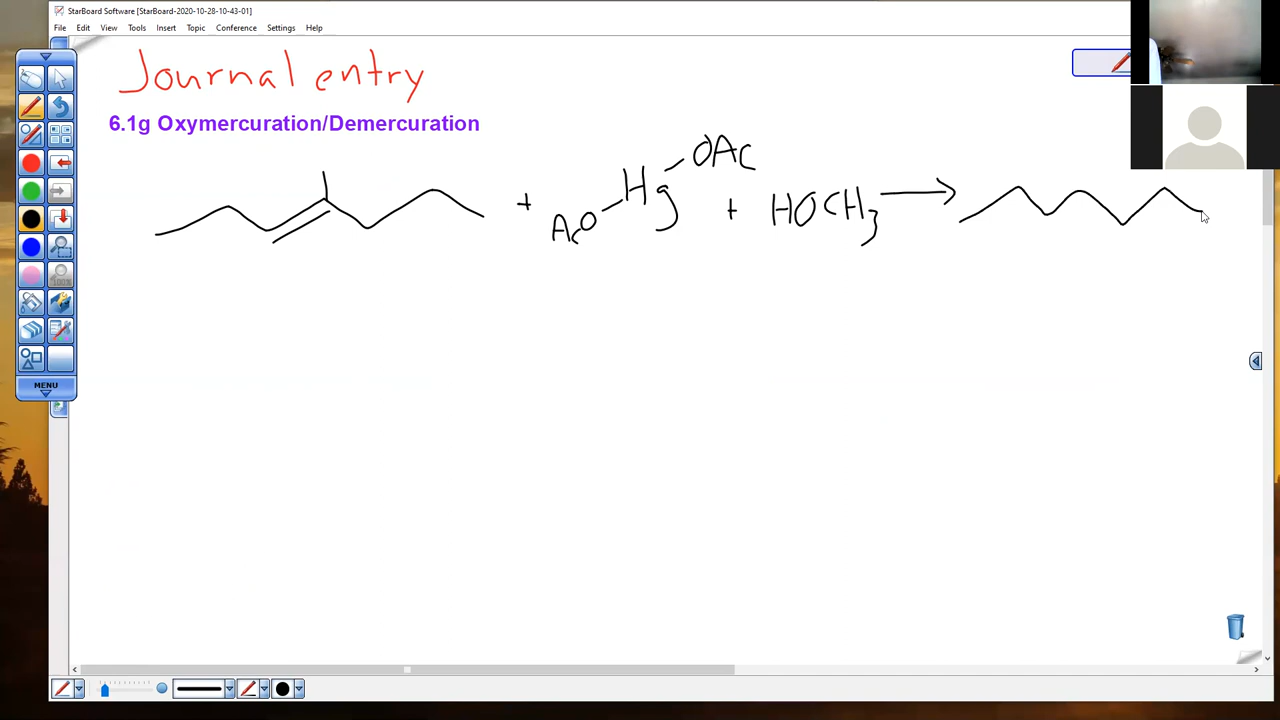 StarBoard Software [StarBoard-2020-10-28-10-43-01]
File Edit View Tools Insert Topic Conference Settings Help
Journal entry
6.1g Oxymercuration/Demercuration
+ AcO Hg OAc + HOCH3
MENU